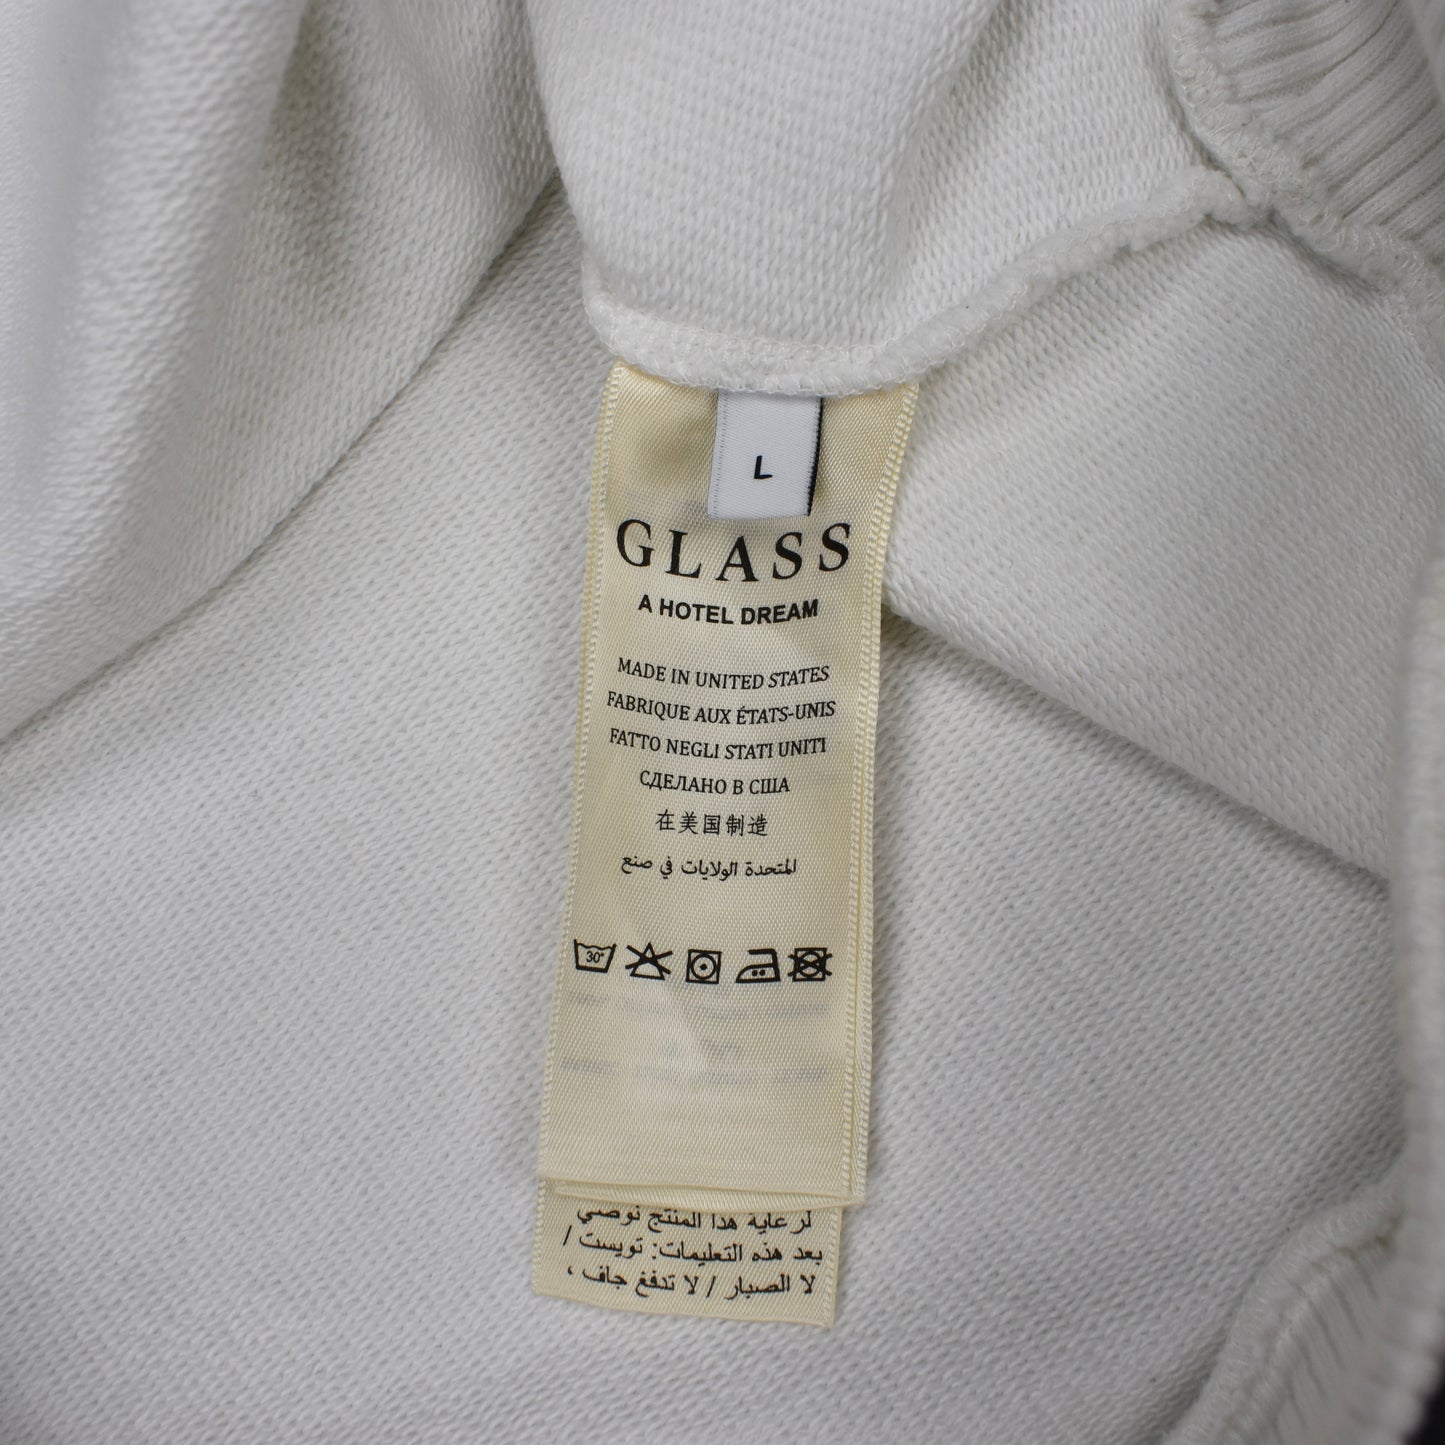 L
GLASS
A HOTEL DREAM
MADE IN UNITED STATES
FABRIQUE AUX ÉTATS-UNIS
FATTO NEGLI STATI UNITI
СДЕЛАНО В США
在美国制造
المتحدة الولايات في صنع
30°
لرعاية هذا المنتج نوصي
بعد هذه التعليمات: تويست /
لا الصبار / لا تدفع جاف ،